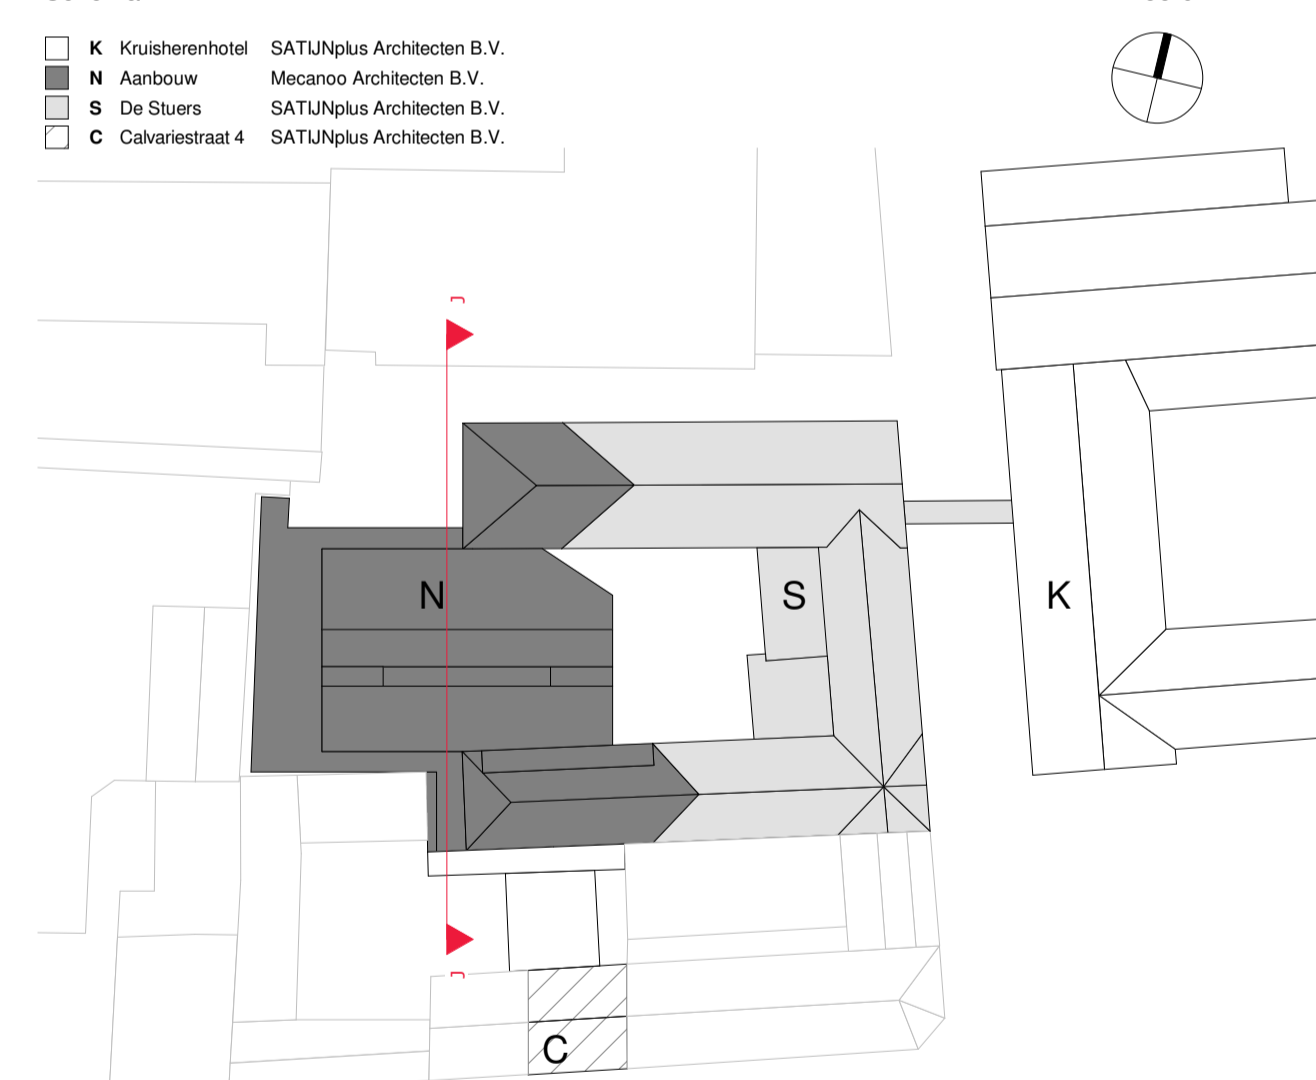 K Kruisherenhotel SATIJNplus Architecten B.V.
N Aanbouw Mecanoo Architecten B.V.
S De Stuers SATIJNplus Architecten B.V.
C Calvariestraat 4 SATIJNplus Architecten B.V.
N
S
K
C